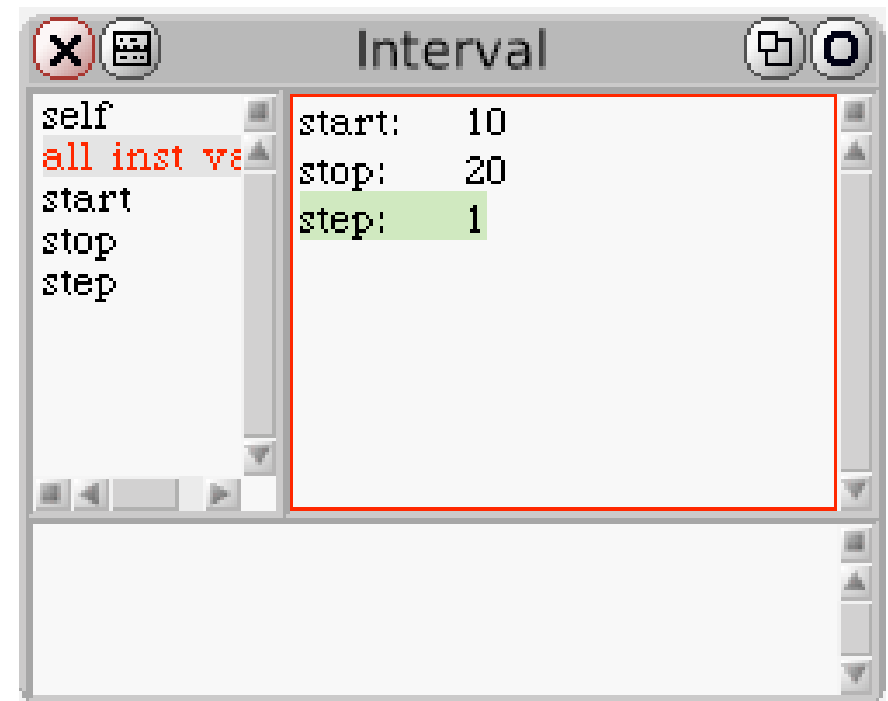 Interval
self
all inst va
start
stop
step
start: 10
stop: 20
step: 1